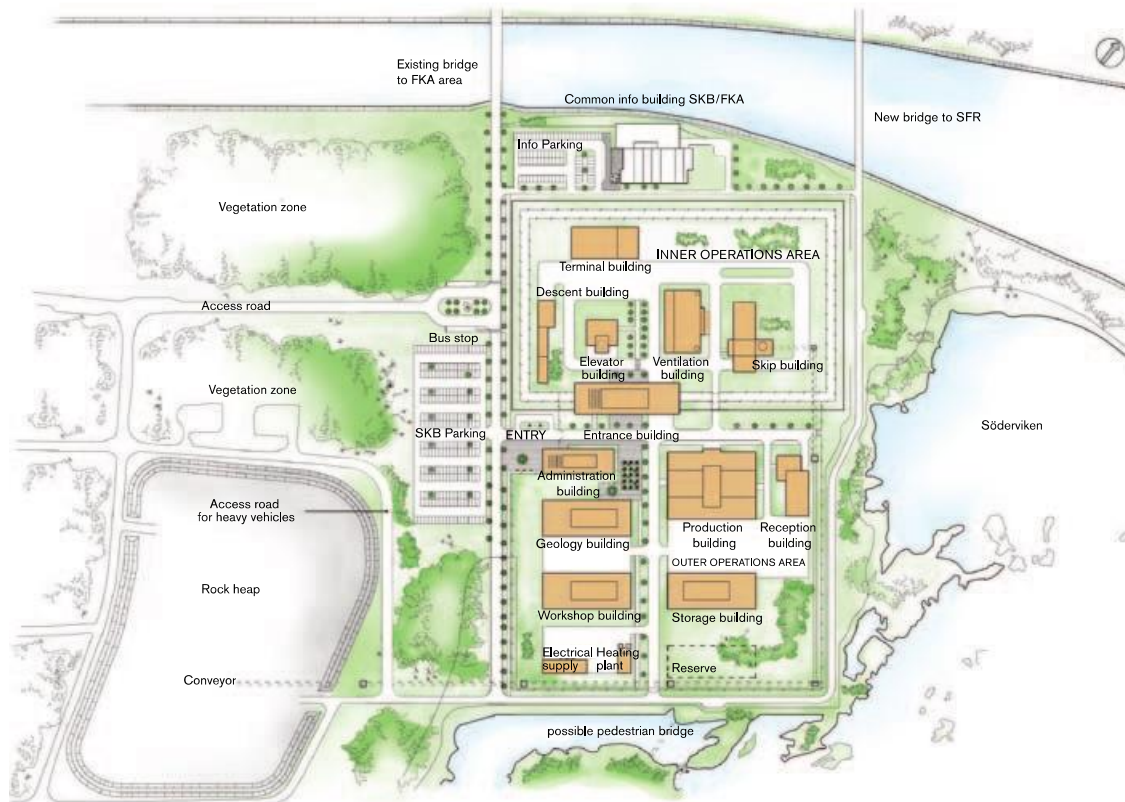 Existing bridge
to FKA area
Common info building SKB/FKA
New bridge to SFR
Info Parking
Vegetation zone
INNER OPERATIONS AREA
Terminal building
Descent building
Access road
Bus stop
Elevator
building
Ventilation
building
Skip building
Vegetation zone
Söderviken
SKB Parking
ENTRY
Entrance building
Administration
building
Access road
for heavy vehicles
Production
building
Reception
building
Geology building
OUTER OPERATIONS AREA
Rock heap
Workshop building
Storage building
Electrical
supply
Heating
plant
Reserve
Conveyor
possible pedestrian bridge